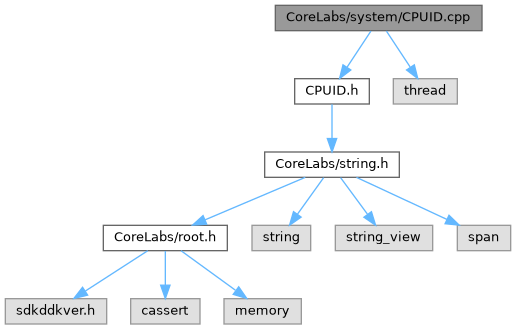 CoreLabs/system/CPUID.cpp
CPUID.h
thread
CoreLabs/string.h
CoreLabs/root.h
string
string_view
span
sdkddkver.h
cassert
memory